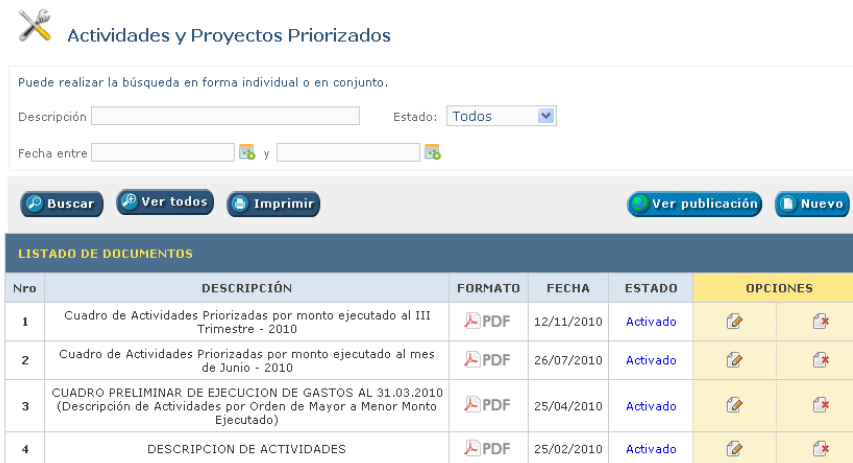 Actividades y Proyectos Priorizados
Puede realizar la búsqueda en forma individual o en conjunto.
Descripción Estado: Todos
Fecha entre y
Buscar Ver todos Imprimir Ver publicación Nuevo
LISTADO DE DOCUMENTOS
Nro DESCRIPCIÓN FORMATO FECHA ESTADO OPCIONES
1 Cuadro de Actividades Priorizadas por monto ejecutado al III
Trimestre - 2010 PDF 12/11/2010 Activado
2 Cuadro de Actividades Priorizadas por monto ejecutado al mes
de Junio - 2010 PDF 26/07/2010 Activado
3 CUADRO PRELIMINAR DE EJECUCION DE GASTOS AL 31.03.2010
(Descripción de Actividades por Orden de Mayor a Menor Monto PDF 25/04/2010 Activado
Ejecutado)
4 DESCRIPCION DE ACTIVIDADES PDF 25/02/2010 Activado